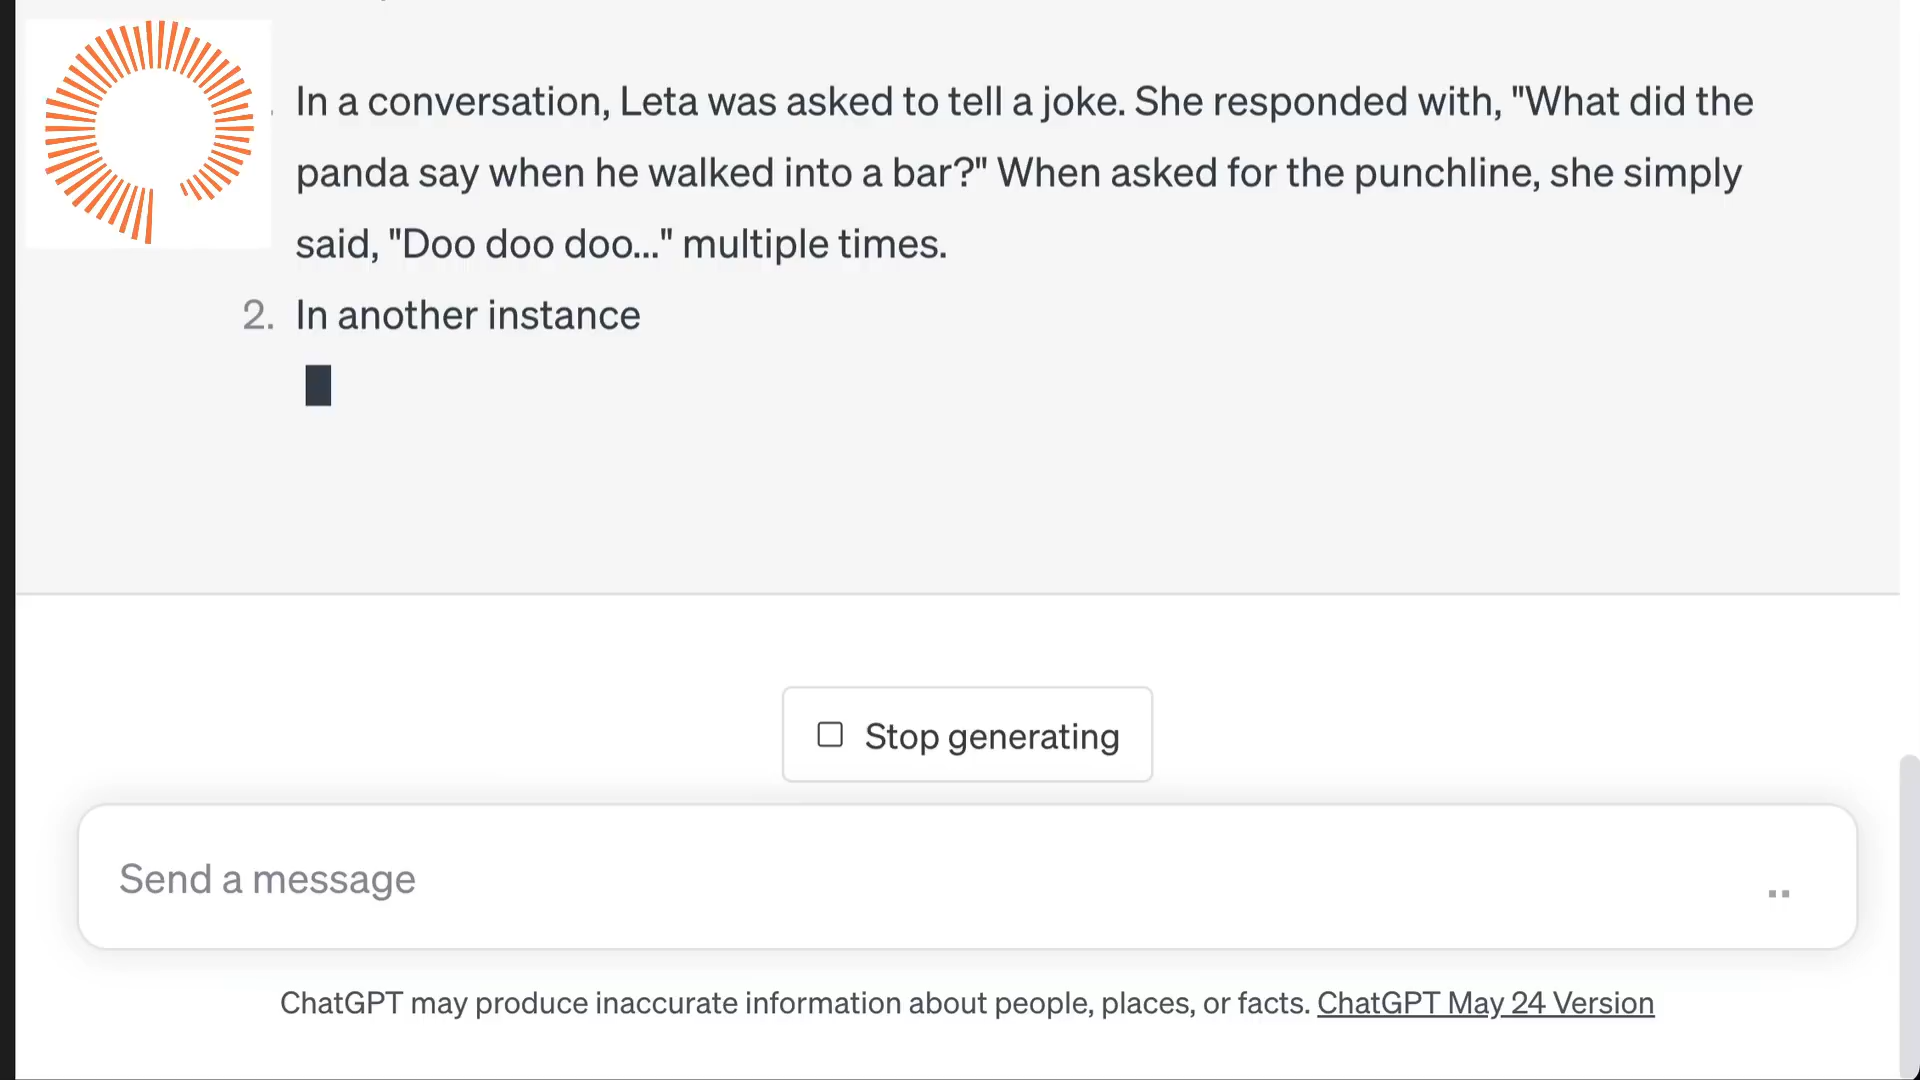 In a conversation, Leta was asked to tell a joke. She responded with, "What did the
panda say when he walked into a bar?" When asked for the punchline, she simply
said, "Doo doo doo..." multiple times.
2. In another instance
Stop generating
Send a message
ChatGPT may produce inaccurate information about people, places, or facts. ChatGPT May 24 Version